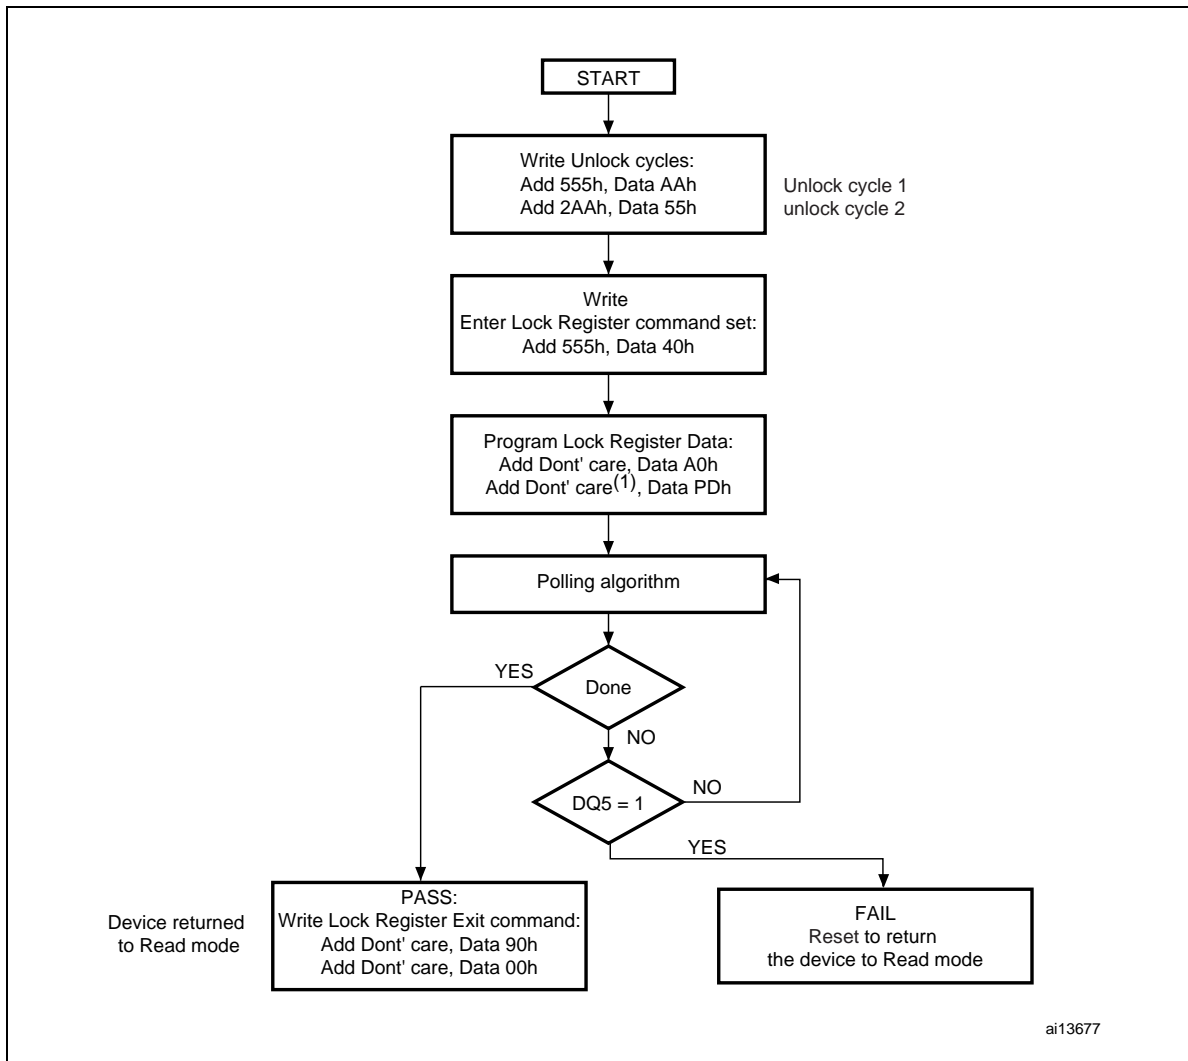 START
Write Unlock cycles:
Add 555h, Data AAh
Add 2AAh, Data 55h
Unlock cycle 1
unlock cycle 2
Write
Enter Lock Register command set:
Add 555h, Data 40h
Program Lock Register Data:
Add Dont' care, Data A0h
Add Dont' care(1), Data PDh
Polling algorithm
YES
Done
NO
DQ5 = 1
NO
YES
Device returned
to Read mode
PASS:
Write Lock Register Exit command:
Add Dont' care, Data 90h
Add Dont' care, Data 00h
FAIL
Reset to return
the device to Read mode
ai13677